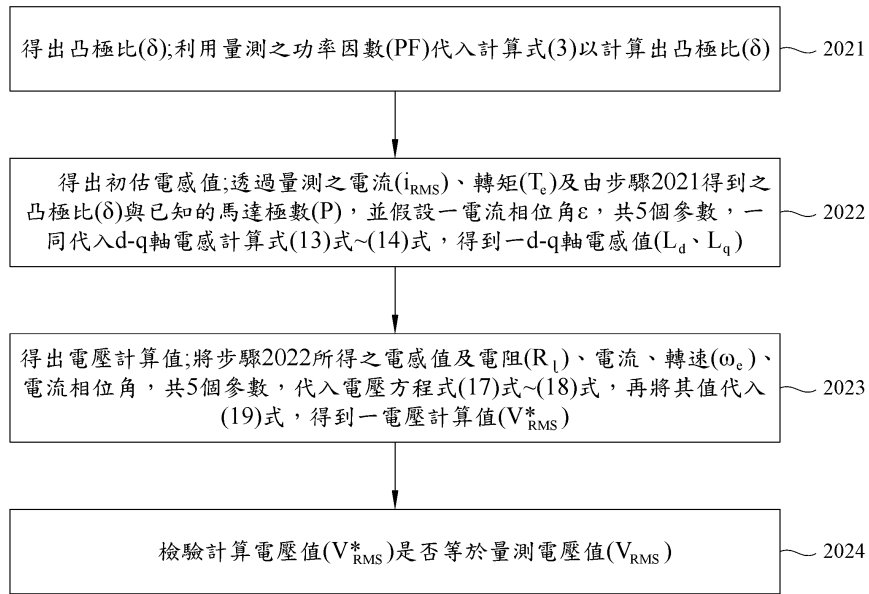 得出凸極比(δ);利用量測之功率因數(PF)代入計算式(3)以計算出凸極比(δ)
2021
得出初估電感值;透過量測之電流(iRMS)、轉矩(Te)及由步驟2021得到之
凸極比(δ)與已知的馬達極數(P),並假設一電流相位角ε,共5個參數,一
同代入d-q軸電感計算式(13)式~(14)式,得到一d-q軸電感值(Ld、Lq)
2022
得出電壓計算值;將步驟2022所得之電感值及電阻(Rl)、電流、轉速(ωe)、
電流相位角,共5個參數,代入電壓方程式(17)式~(18)式,再將其值代入
(19)式,得到一電壓計算值(V*RMS)
2023
檢驗計算電壓值(V*RMS)是否等於量測電壓值(VRMS)
2024